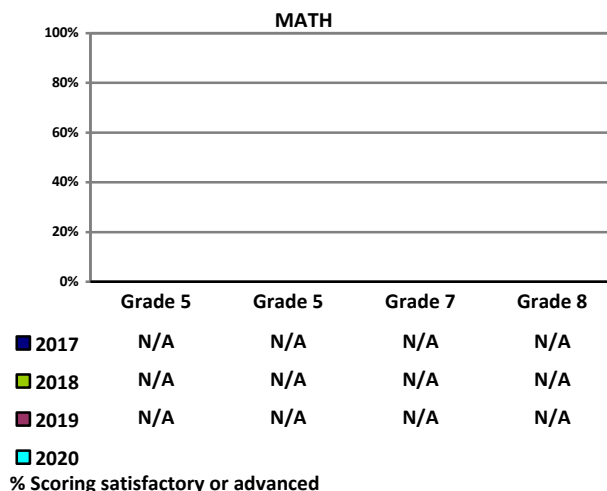 MATH
100%
80%
60%
40%
20%
0%
Grade 5 Grade 5 Grade 7 Grade 8
2017 N/A N/A N/A N/A
2018 N/A N/A N/A N/A
2019 N/A N/A N/A N/A
2020
% Scoring satisfactory or advanced